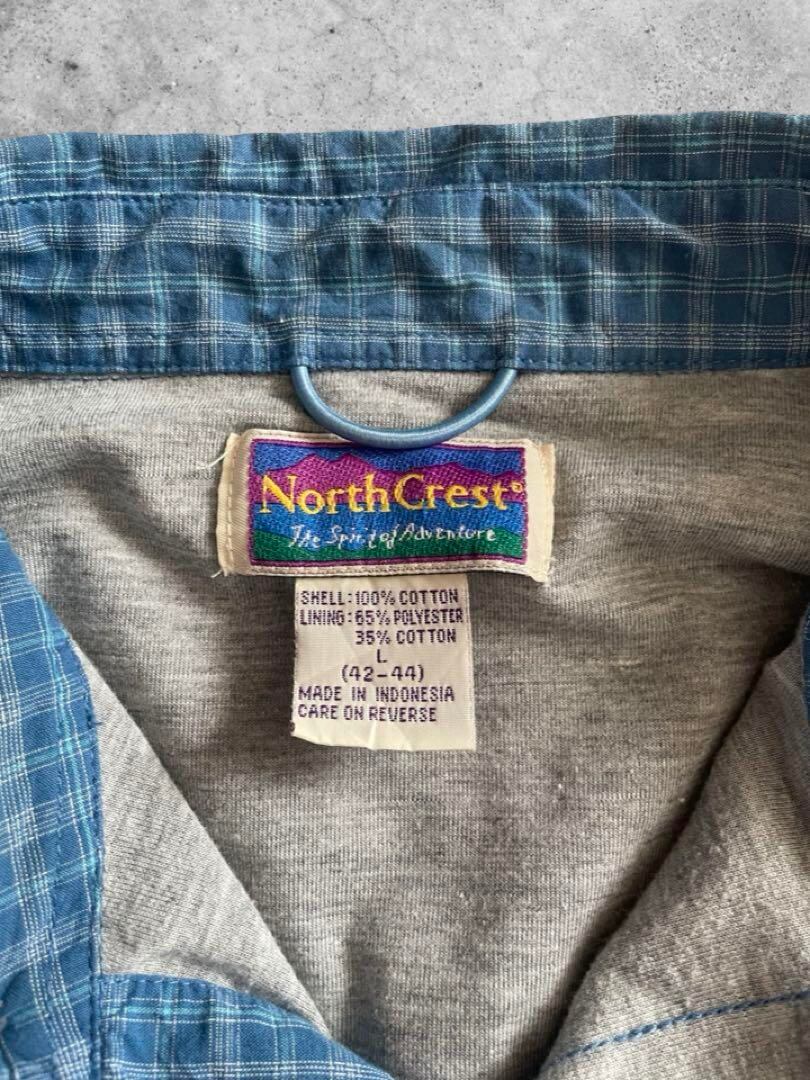 NorthCrest®
The Spirit of Adventure
SHELL: 100% COTTON
LINING: 65% POLYESTER
35% COTTON
L
(42-44)
MADE IN INDONESIA
CARE ON REVERSE